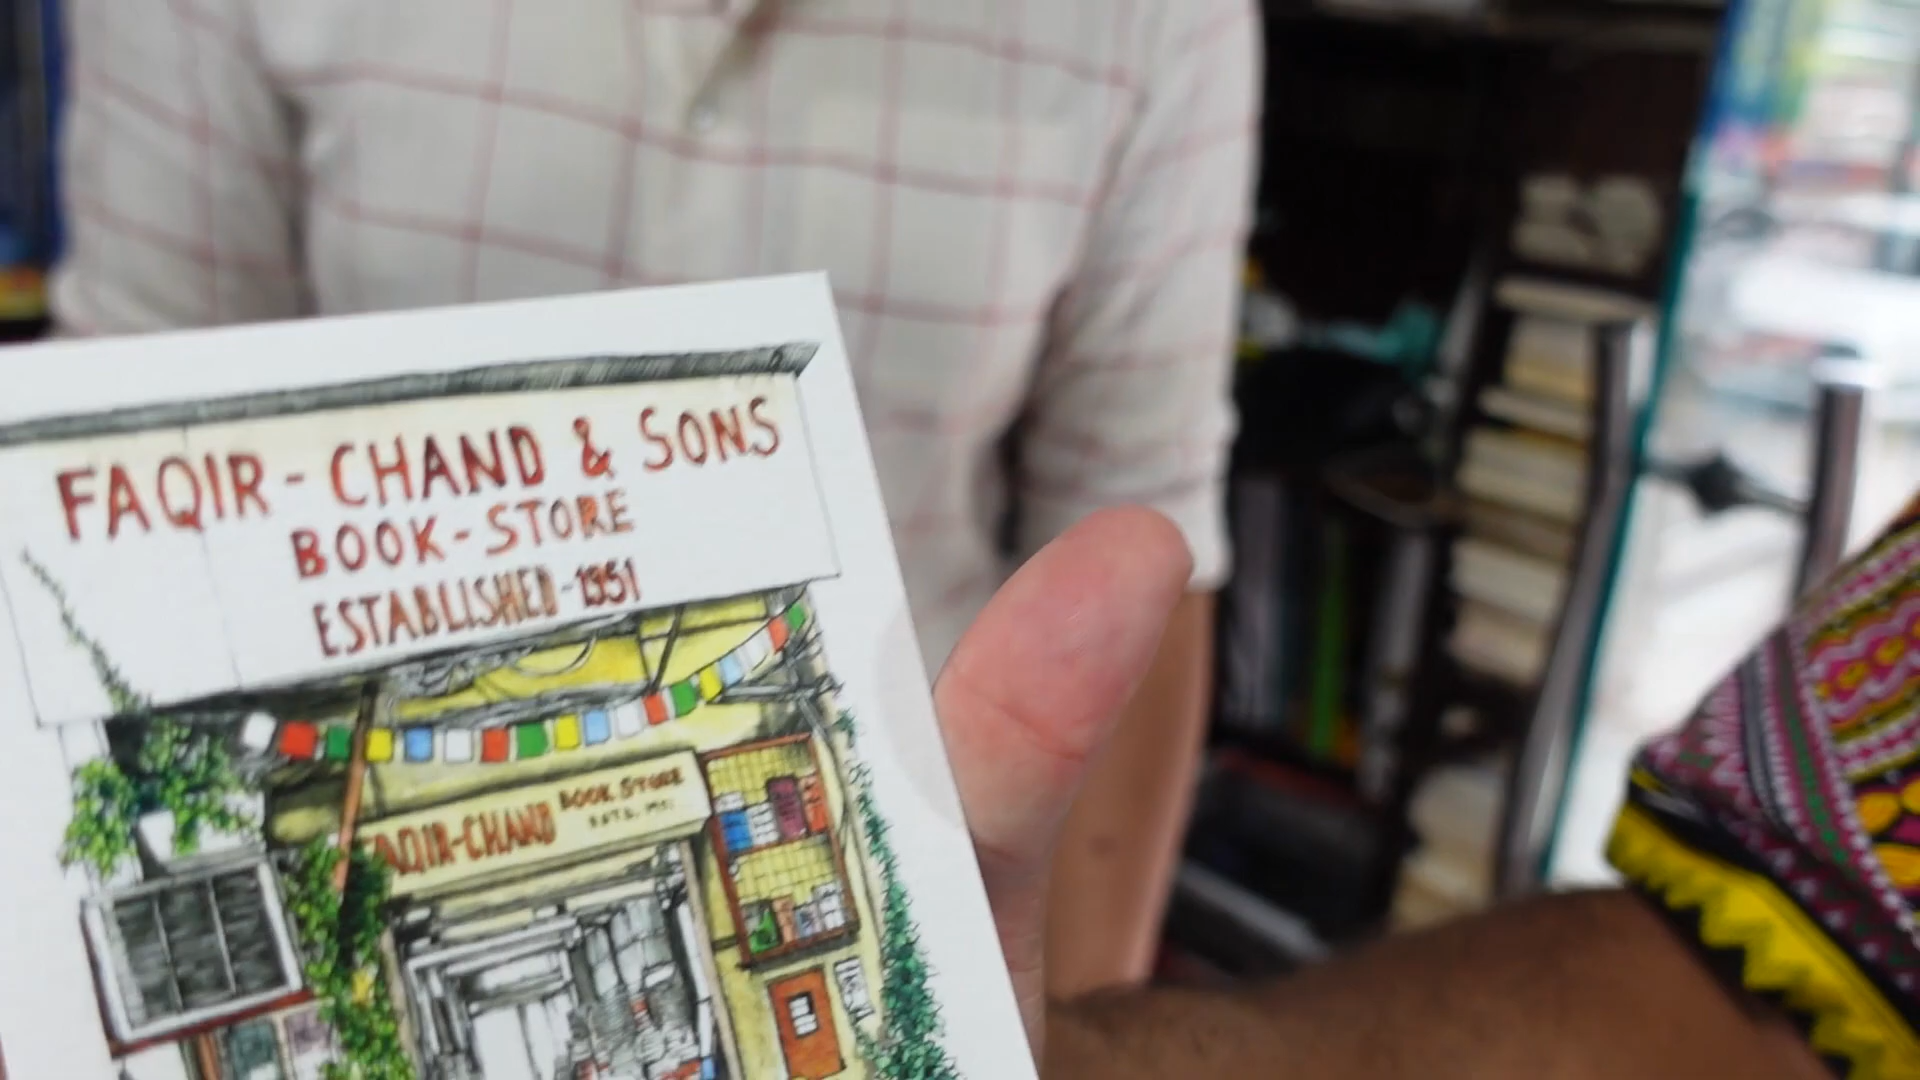 FAQIR-CHAND & SONS
BOOK-STORE
ESTABLISHED-1951
FAQIR-CHAND BOOK STORE